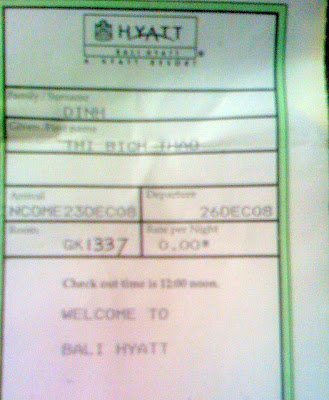 HYATT
BALI HYATT
A HYATT RESORT
Family / Surname
DINH
Given/First name
THI BICH THAO
Arrival Departure
NCOME23DEC08 26DEC08
Room Rate per Night
GK1337 0.00*
Check out time is 12:00 noon.
WELCOME TO
BALI HYATT